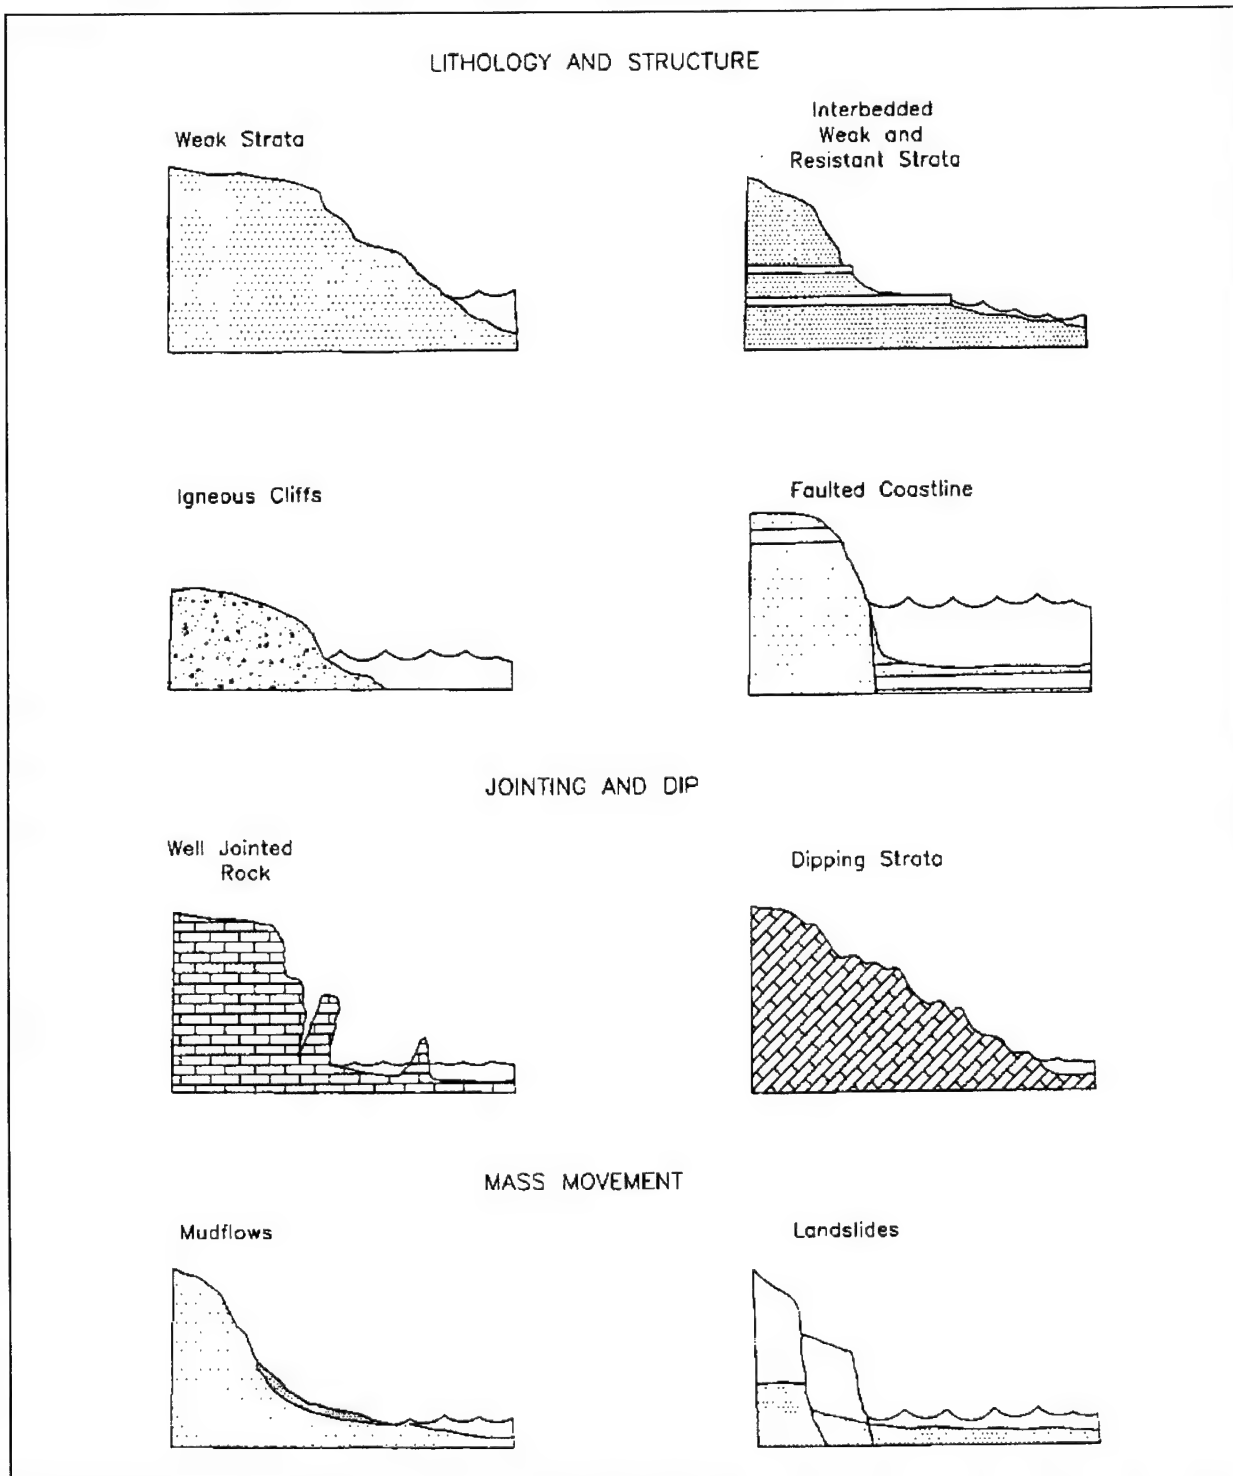 LITHOLOGY AND STRUCTURE
Weak Strata
Interbedded
Weak and
Resistant Strata
Igneous Cliffs
Faulted Coastline
JOINTING AND DIP
Well Jointed
Rock
Dipping Strata
MASS MOVEMENT
Mudflows
Landslides